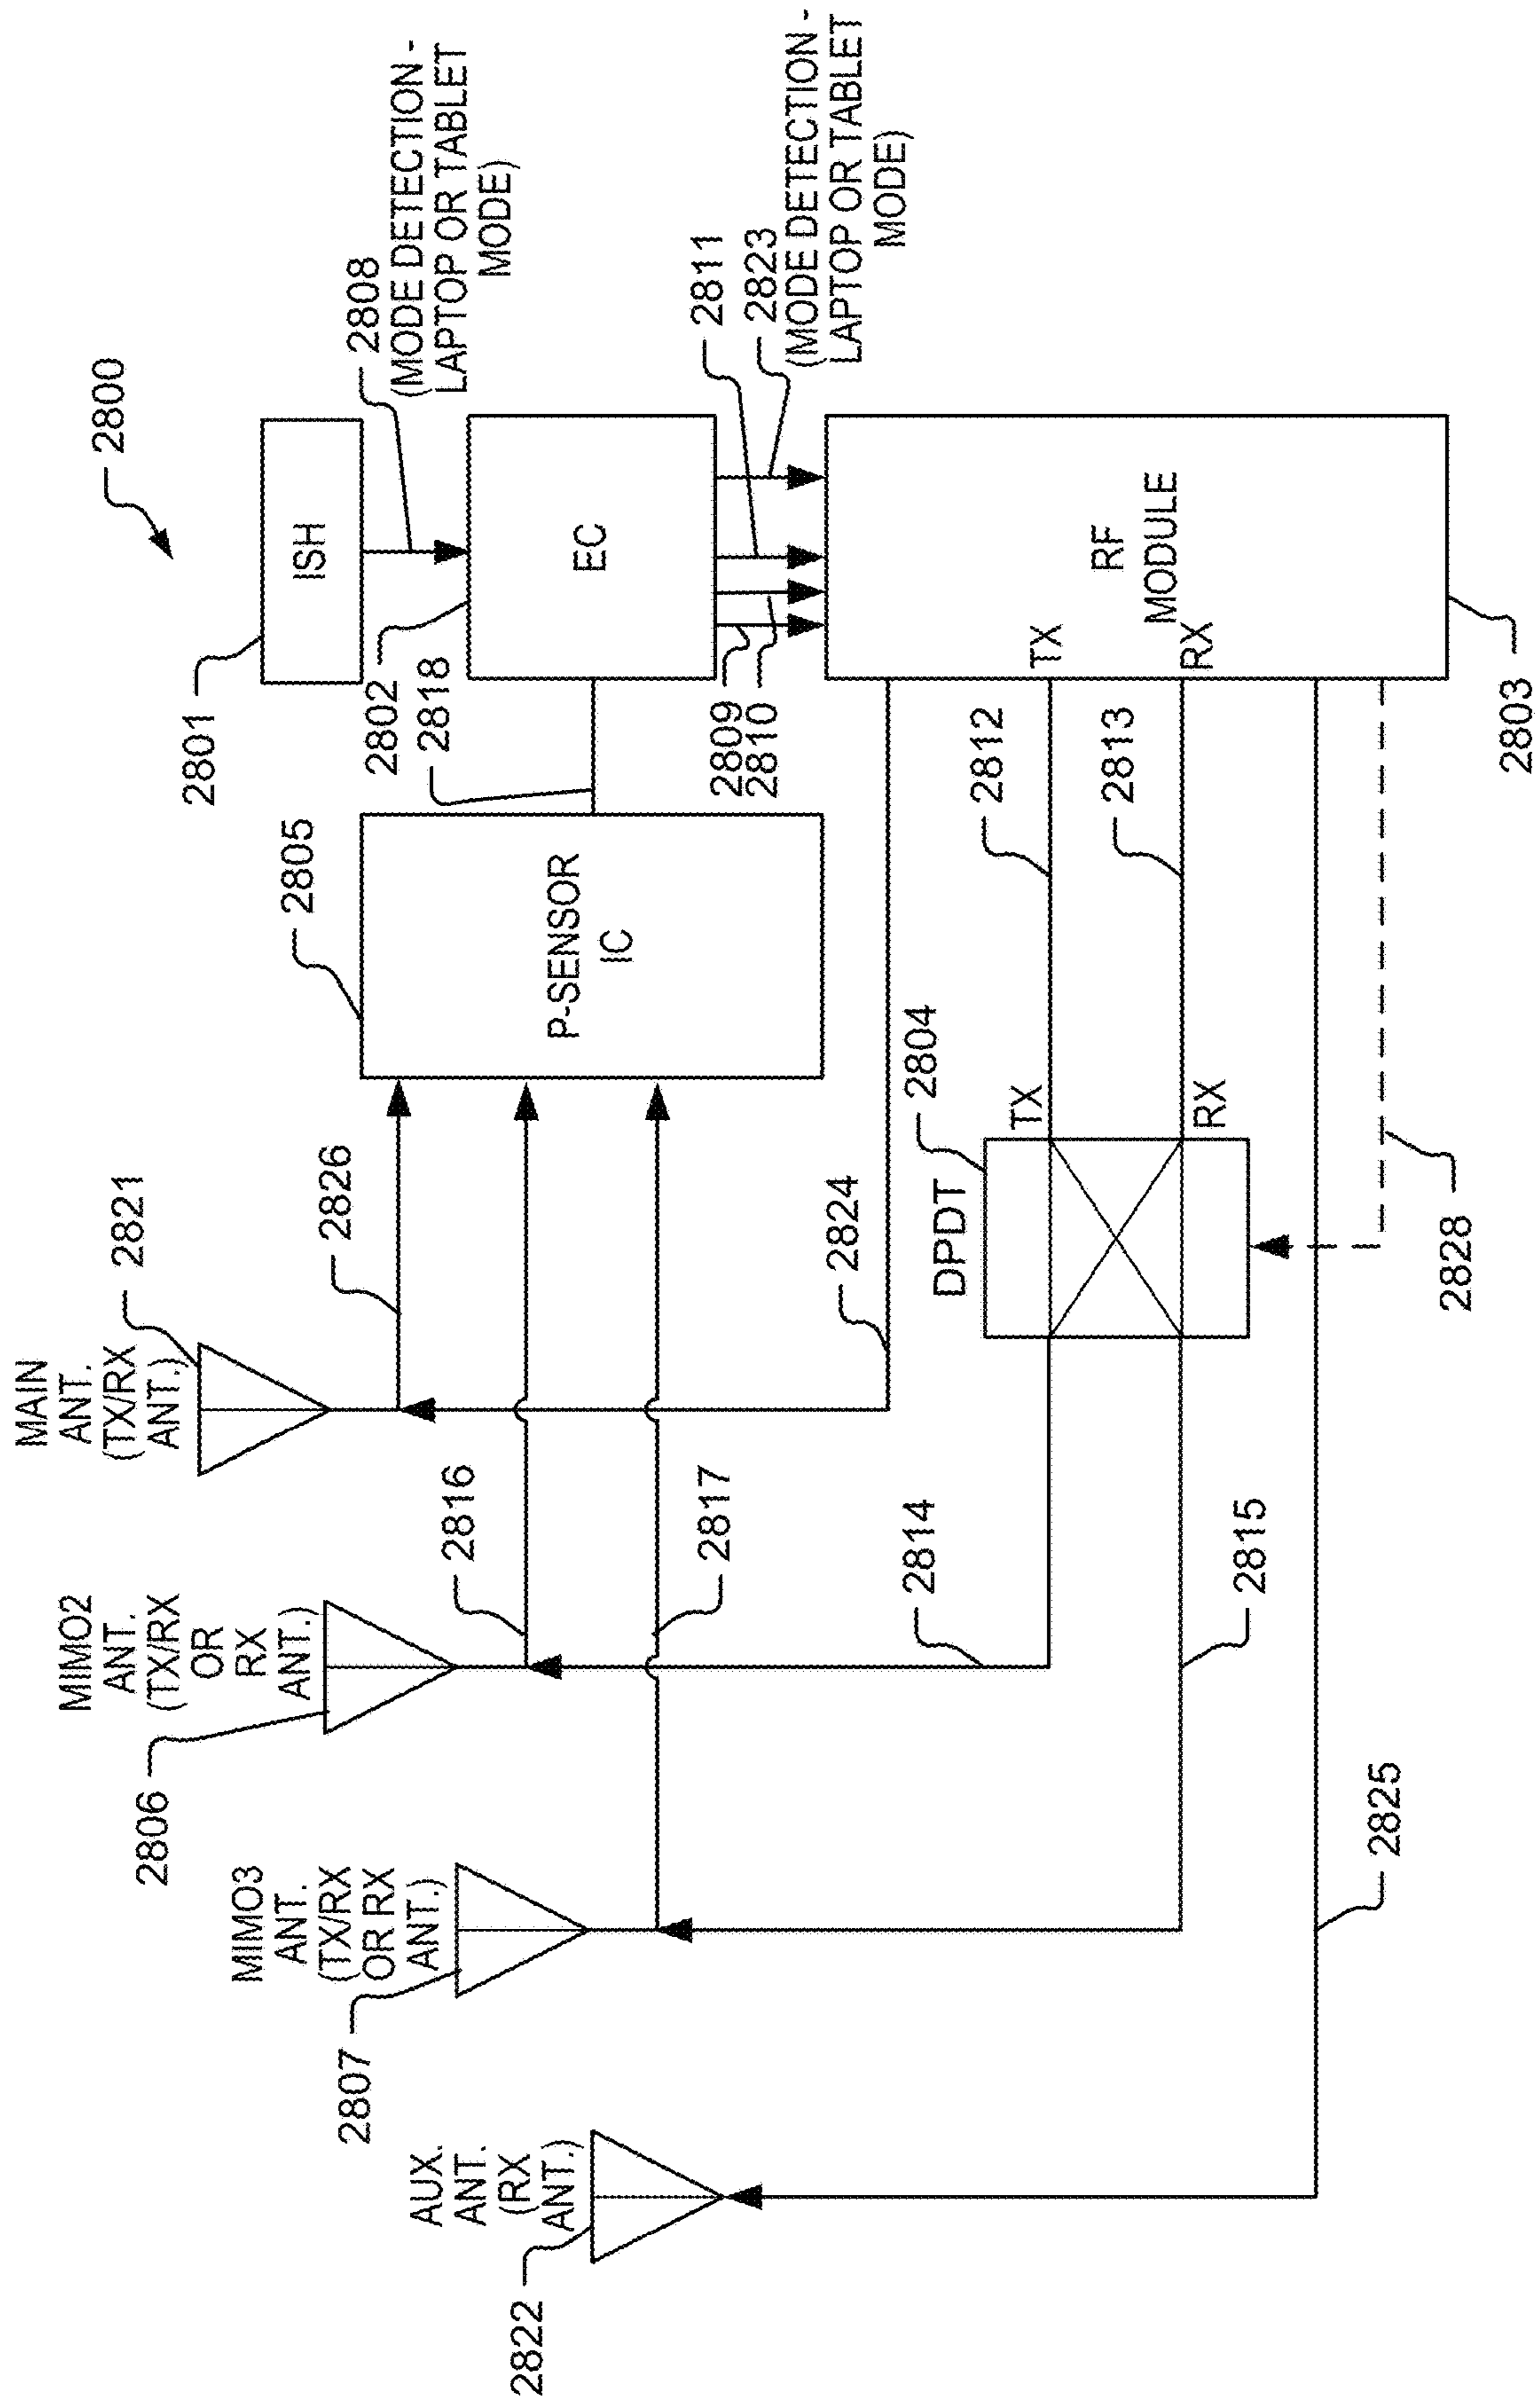 2800
ISH
2801
2808
(MODE DETECTION -
LAPTOP OR TABLET
MODE)
EC
2802
2818
2811
2823
(MODE DETECTION -
LAPTOP OR TABLET
MODE)
2809
2810
RF
MODULE
TX
RX
2803
2805
P-SENSOR
IC
2812
2813
2804
DPDT
TX
RX
2828
MAIN
ANT.
(TX/RX
ANT.)
2821
2826
2824
MIMO2
ANT.
(TX/RX
OR
RX
ANT.)
2806
2816
2817
2814
2815
MIMO3
ANT.
(TX/RX
OR RX
ANT.)
2807
AUX.
ANT.
(RX
ANT.)
2822
2825